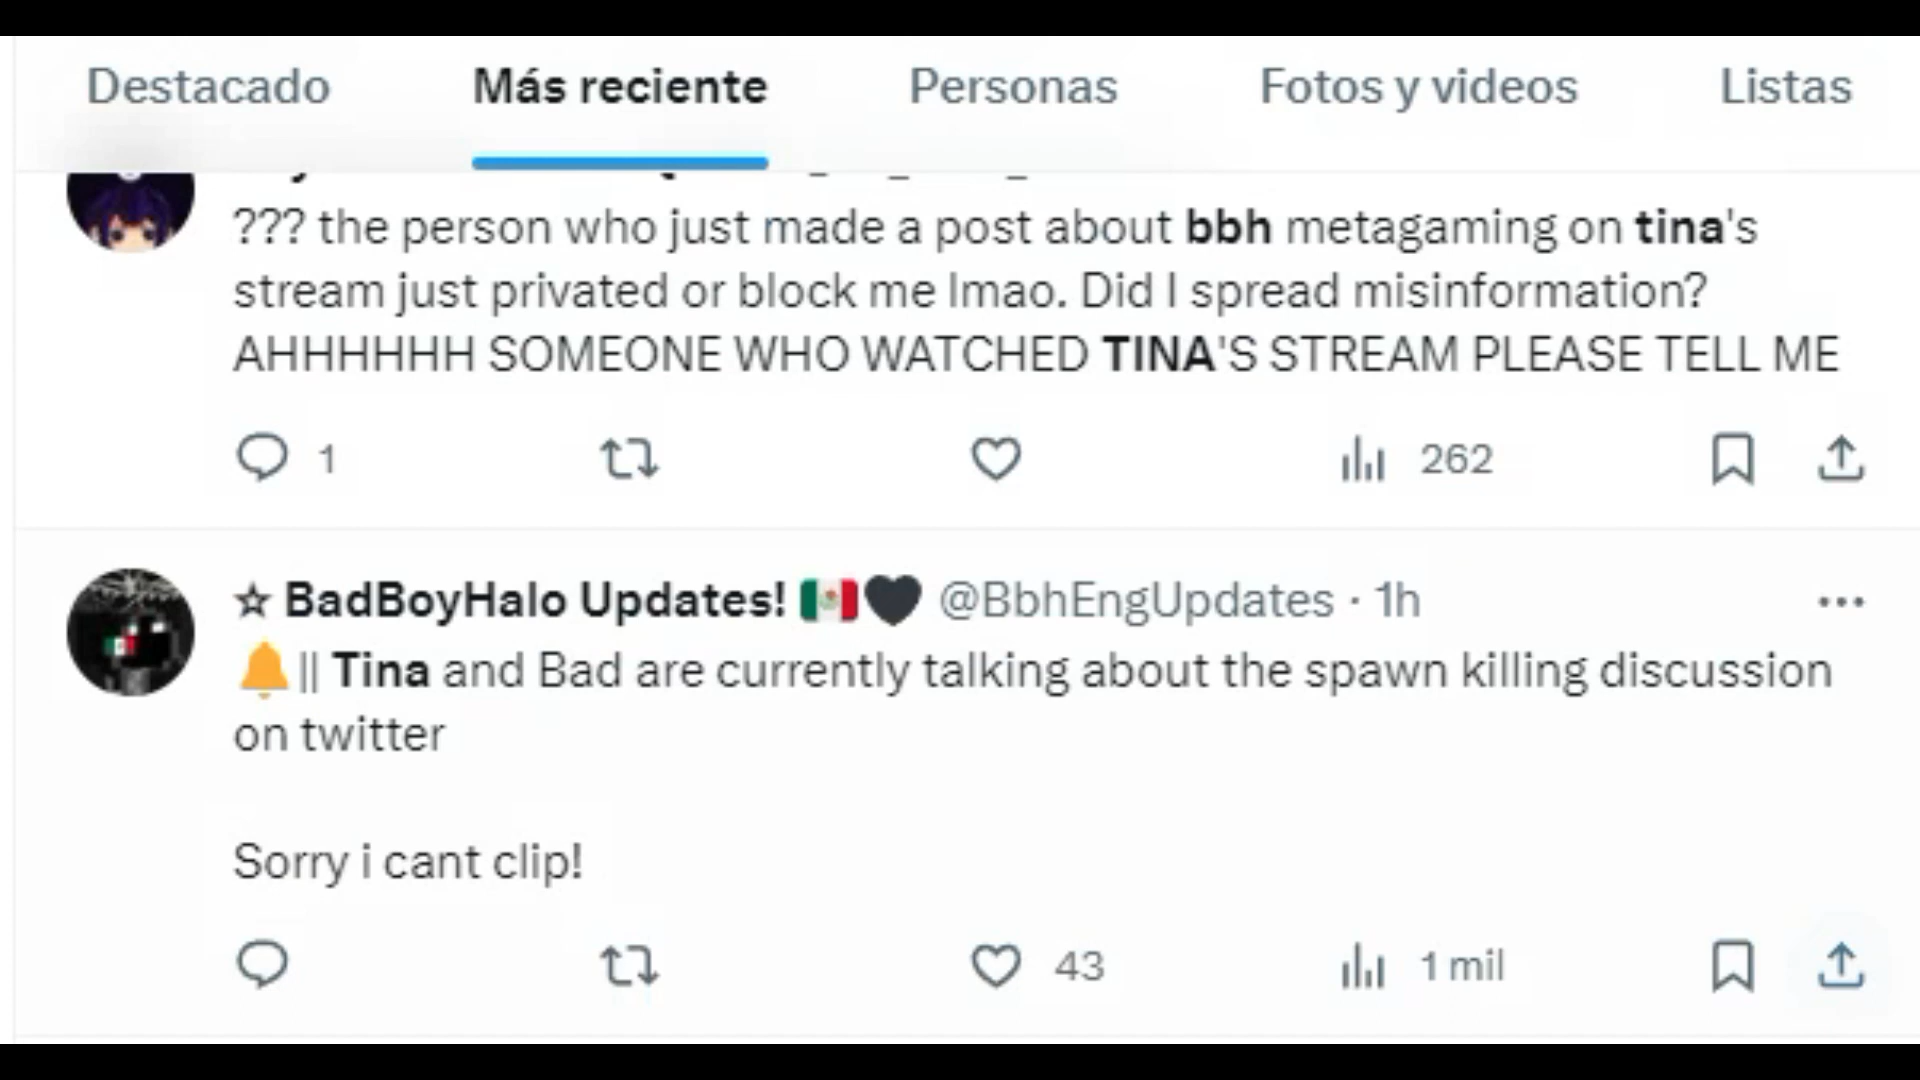 Destacado Más reciente Personas Fotos y videos Listas
??? the person who just made a post about bbh metagaming on tina's
stream just privated or block me lmao. Did I spread misinformation?
AHHHHHH SOMEONE WHO WATCHED TINA'S STREAM PLEASE TELL ME
1 262
☆ BadBoyHalo Updates! 🇲🇽🖤 @BbhEngUpdates · 1h
🔔|| Tina and Bad are currently talking about the spawn killing discussion
on twitter
Sorry i cant clip!
43 1 mil